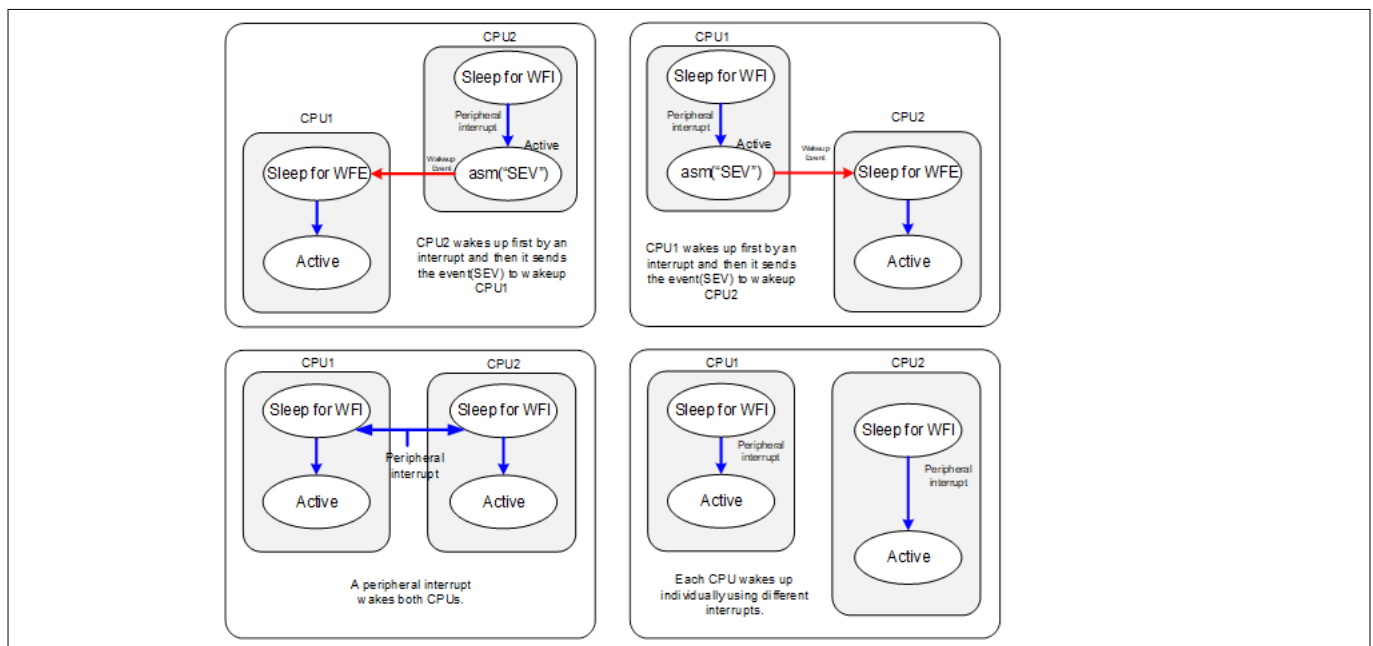 CPU2
Sleep for WFI
Peripheral
interrupt
Active
asm("SEV")
Wakeup
Event
CPU1
Sleep for WFE
Active
CPU2 wakes up first by an
interrupt and then it sends
the event(SEV) to wakeup
CPU1
CPU1
Sleep for WFI
Peripheral
interrupt
Active
asm("SEV")
Wakeup
Event
CPU2
Sleep for WFE
Active
CPU1 wakes up first by an
interrupt and then it sends
the event(SEV) to wakeup
CPU2
CPU1
Sleep for WFI
Active
CPU2
Sleep for WFI
Active
Peripheral
interrupt
A peripheral interrupt
wakes both CPUs.
CPU1
Sleep for WFI
Peripheral
interrupt
Active
CPU2
Sleep for WFI
Peripheral
interrupt
Active
Each CPU wakes up
individually using different
interrupts.